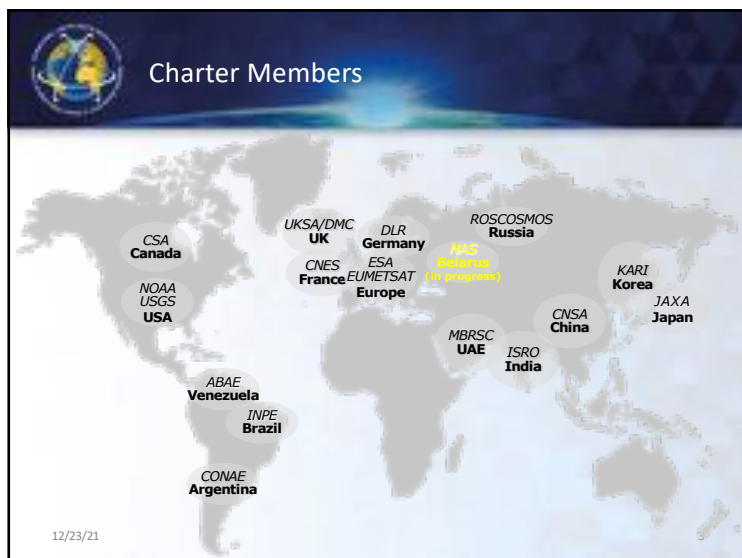 Charter Members
UKSA/DMC
UK
DLR
Germany
ROSCOSMOS
Russia
CSA
Canada
NAS
Belarus
(in progress)
CNES
France
ESA
EUMETSAT
Europe
KARI
Korea
NOAA
USGS
USA
JAXA
Japan
CNSA
China
MBRSC
UAE
ISRO
India
ABAE
Venezuela
INPE
Brazil
CONAE
Argentina
12/23/21
3